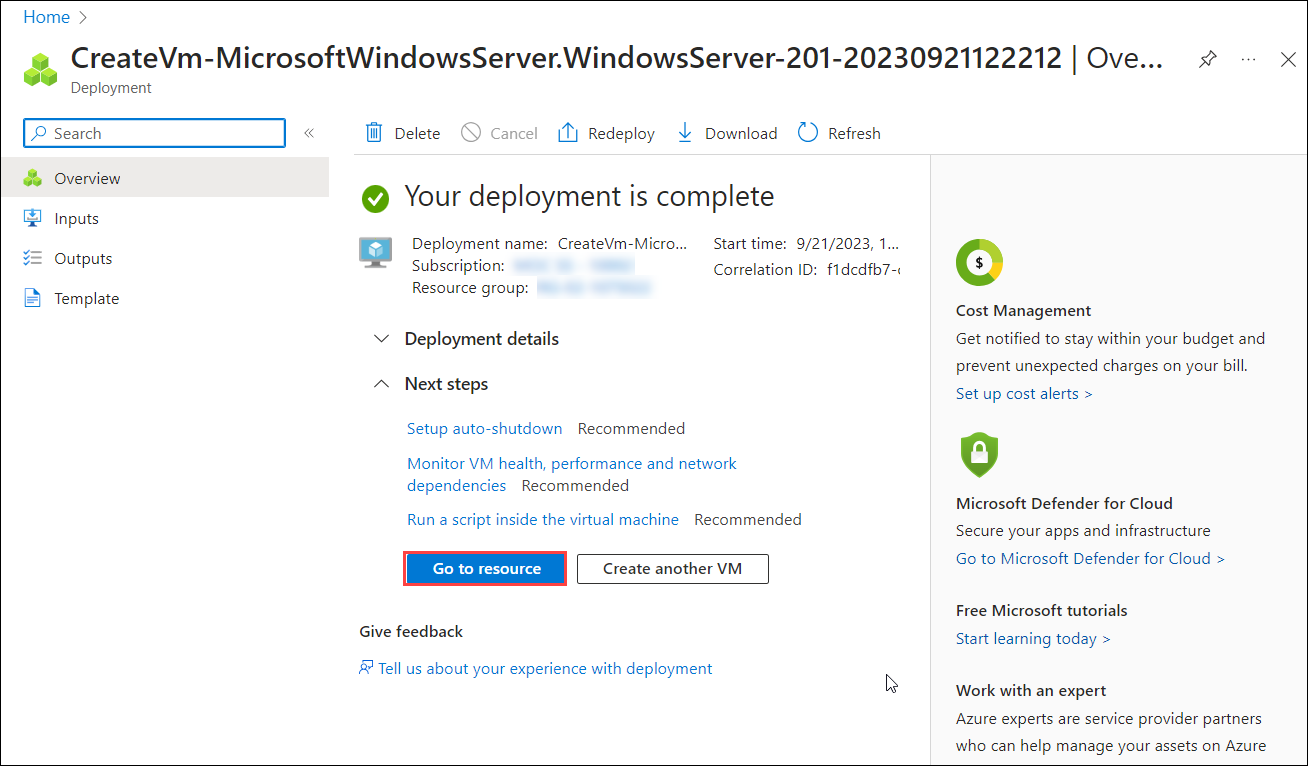 Home
CreateVm-MicrosoftWindowsServer.WindowsServer-201-20230921122212 | Ove...
Deployment
Search
Delete
Cancel
Redeploy
Download
Refresh
Overview
Inputs
Outputs
Template
Your deployment is complete
Deployment name: CreateVm-Micro...
Subscription:
Resource group:
Start time: 9/21/2023, 1...
Correlation ID: f1dcdfb7-
Deployment details
Next steps
Setup auto-shutdown Recommended
Monitor VM health, performance and network
dependencies Recommended
Run a script inside the virtual machine Recommended
Go to resource
Create another VM
Give feedback
Tell us about your experience with deployment
$
Cost Management
Get notified to stay within your budget and
prevent unexpected charges on your bill.
Set up cost alerts >
Microsoft Defender for Cloud
Secure your apps and infrastructure
Go to Microsoft Defender for Cloud >
Free Microsoft tutorials
Start learning today >
Work with an expert
Azure experts are service provider partners
who can help manage your assets on Azure